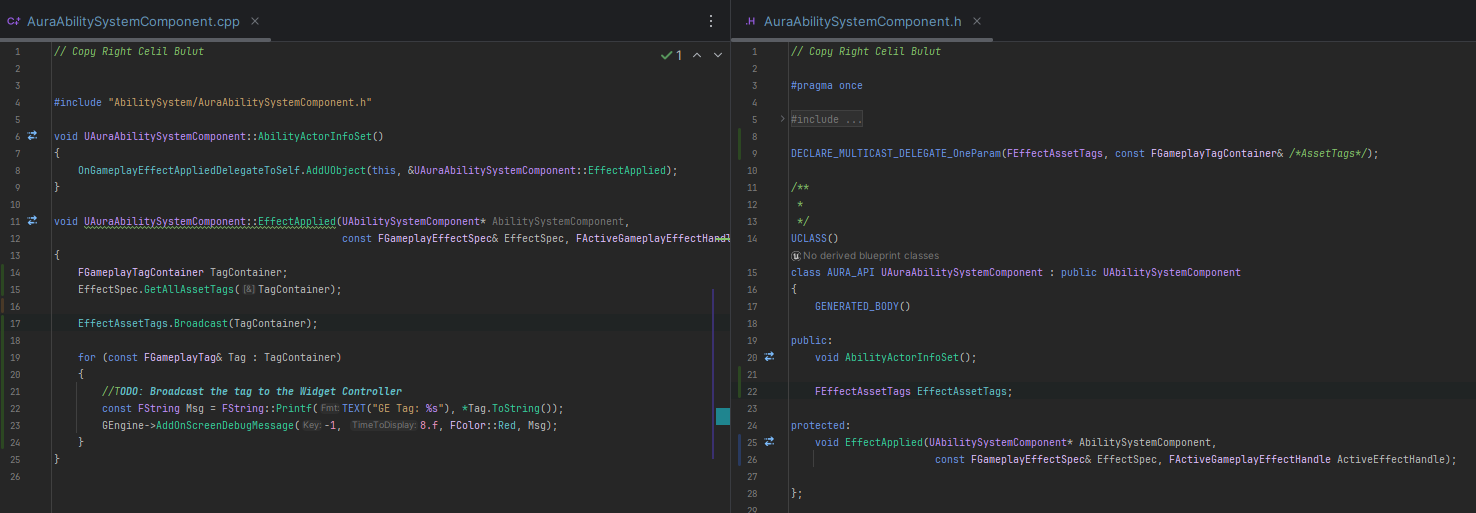 AuraAbilitySystemComponent.cpp
1 // Copy Right Celil Bulut
1
2
3
4 #include "AbilitySystem/AuraAbilitySystemComponent.h"
5
6 void UAuraAbilitySystemComponent::AbilityActorInfoSet()
7 {
8 OnGameplayEffectAppliedDelegateToSelf.AddUObject(this, &UAuraAbilitySystemComponent::EffectApplied);
9 }
10
11 void UAuraAbilitySystemComponent::EffectApplied(UAbilitySystemComponent* AbilitySystemComponent,
12 const FGameplayEffectSpec& EffectSpec, FActiveGameplayEffectHandl
13 {
14 FGameplayTagContainer TagContainer;
15 EffectSpec.GetAllAssetTags([&]TagContainer);
16
17 EffectAssetTags.Broadcast(TagContainer);
18
19 for (const FGameplayTag& Tag : TagContainer)
20 {
21 //TODO: Broadcast the tag to the Widget Controller
22 const FString Msg = FString::Printf(Fmt:TEXT("GE Tag: %s"), *Tag.ToString());
23 GEngine->AddOnScreenDebugMessage(Key:-1, TimeToDisplay:8.f, FColor::Red, Msg);
24 }
25 }
26
.H AuraAbilitySystemComponent.h
1 // Copy Right Celil Bulut
2
3 #pragma once
4
5 #include ...
8
9 DECLARE_MULTICAST_DELEGATE_OneParam(FEffectAssetTags, const FGameplayTagContainer& /*AssetTags*/);
10
11 /**
12 *
13 */
14 UCLASS()
No derived blueprint classes
15 class AURA_API UAuraAbilitySystemComponent : public UAbilitySystemComponent
16 {
17 GENERATED_BODY()
18
19 public:
20 void AbilityActorInfoSet();
21
22 FEffectAssetTags EffectAssetTags;
23
24 protected:
25 void EffectApplied(UAbilitySystemComponent* AbilitySystemComponent,
26 const FGameplayEffectSpec& EffectSpec, FActiveGameplayEffectHandle ActiveEffectHandle);
27
28 };
29